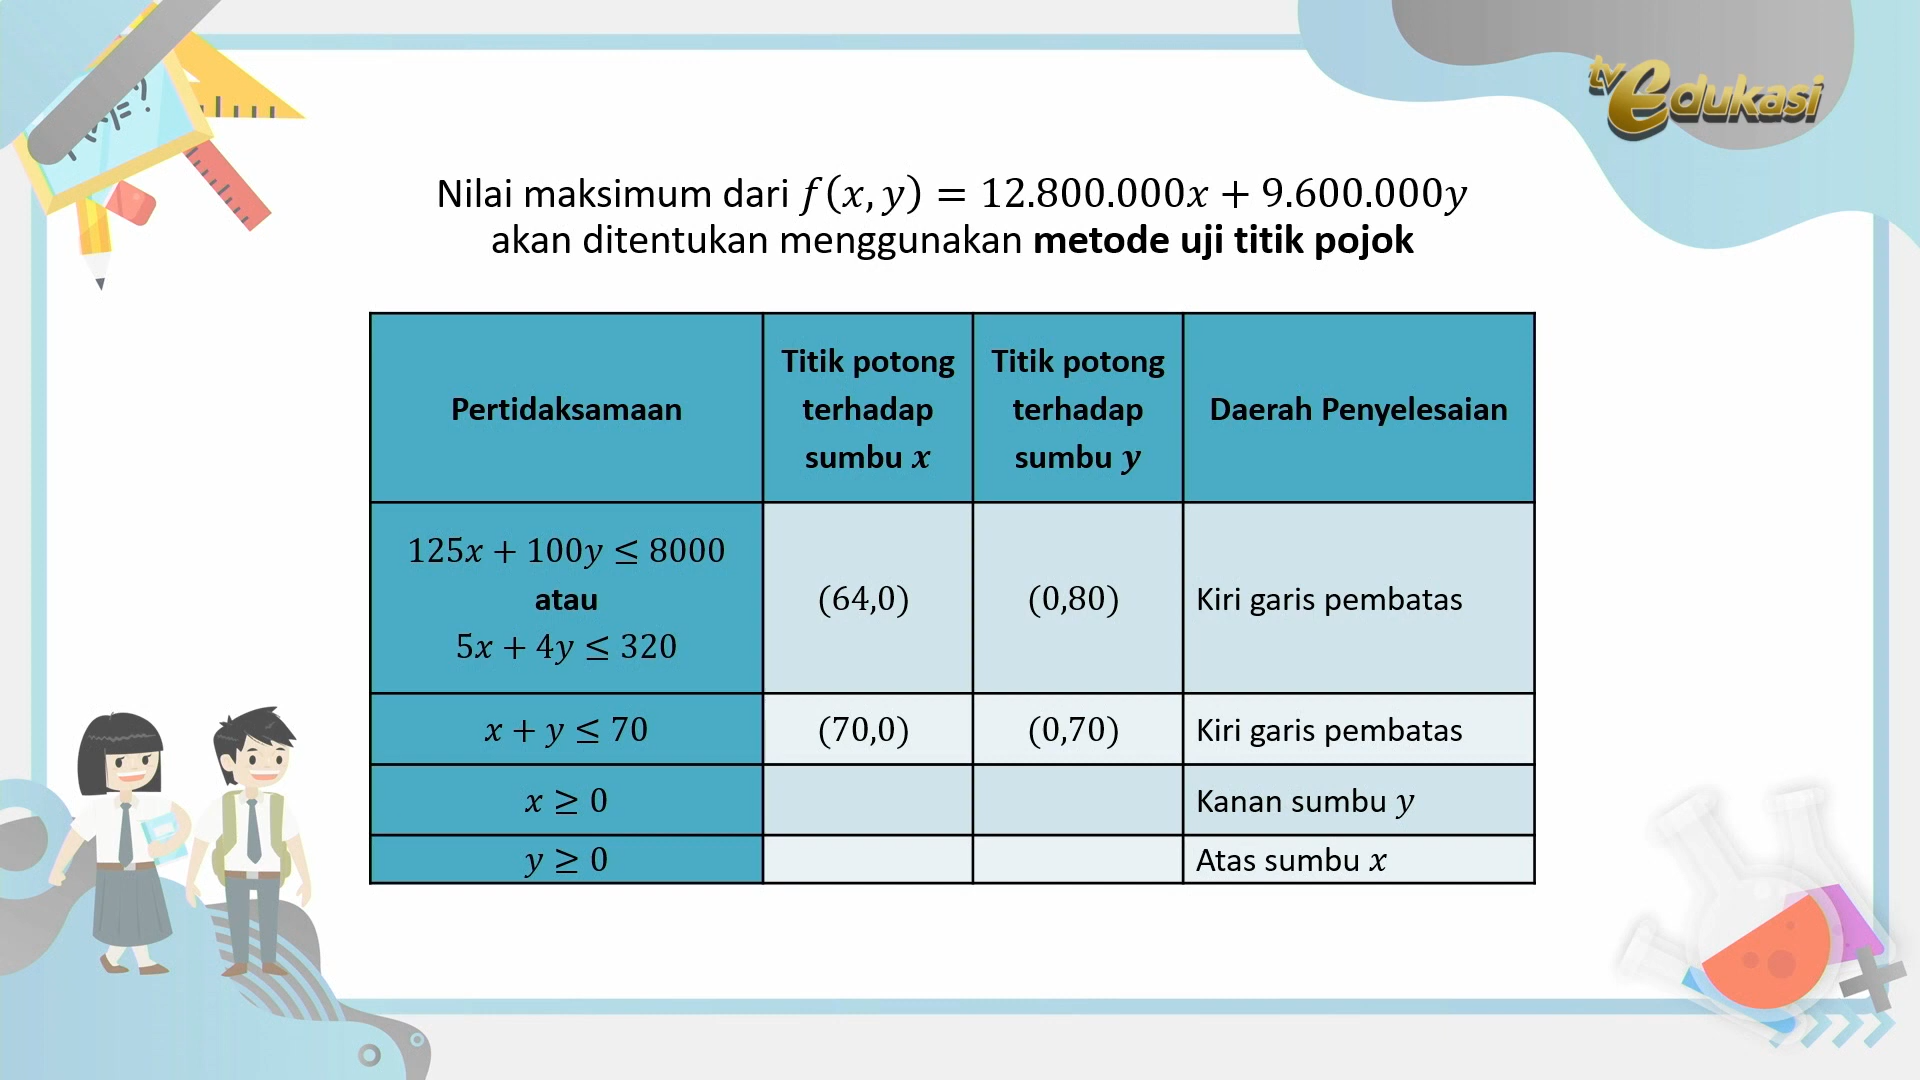 tv edukasi
Nilai maksimum dari f(x, y) = 12.800.000x + 9.600.000y
akan ditentukan menggunakan metode uji titik pojok
Pertidaksamaan
Titik potong
terhadap
sumbu x
Titik potong
terhadap
sumbu y
Daerah Penyelesaian
125x + 100y ≤ 8000
atau
5x + 4y ≤ 320
(64,0)
(0,80)
Kiri garis pembatas
x + y ≤ 70
(70,0)
(0,70)
Kiri garis pembatas
x ≥ 0
Kanan sumbu y
y ≥ 0
Atas sumbu x